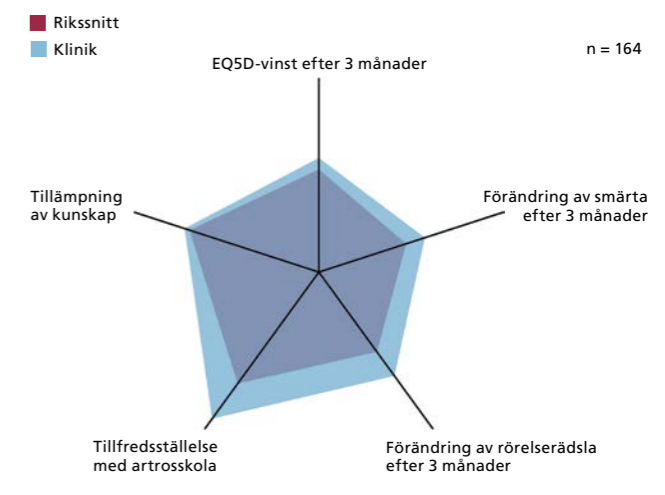 Rikssnitt
Klinik
n = 164
EQ5D-vinst efter 3 månader
Tillämpning
av kunskap
Förändring av smärta
efter 3 månader
Tillfredsställelse
med artrosskola
Förändring av rörelserädsla
efter 3 månader